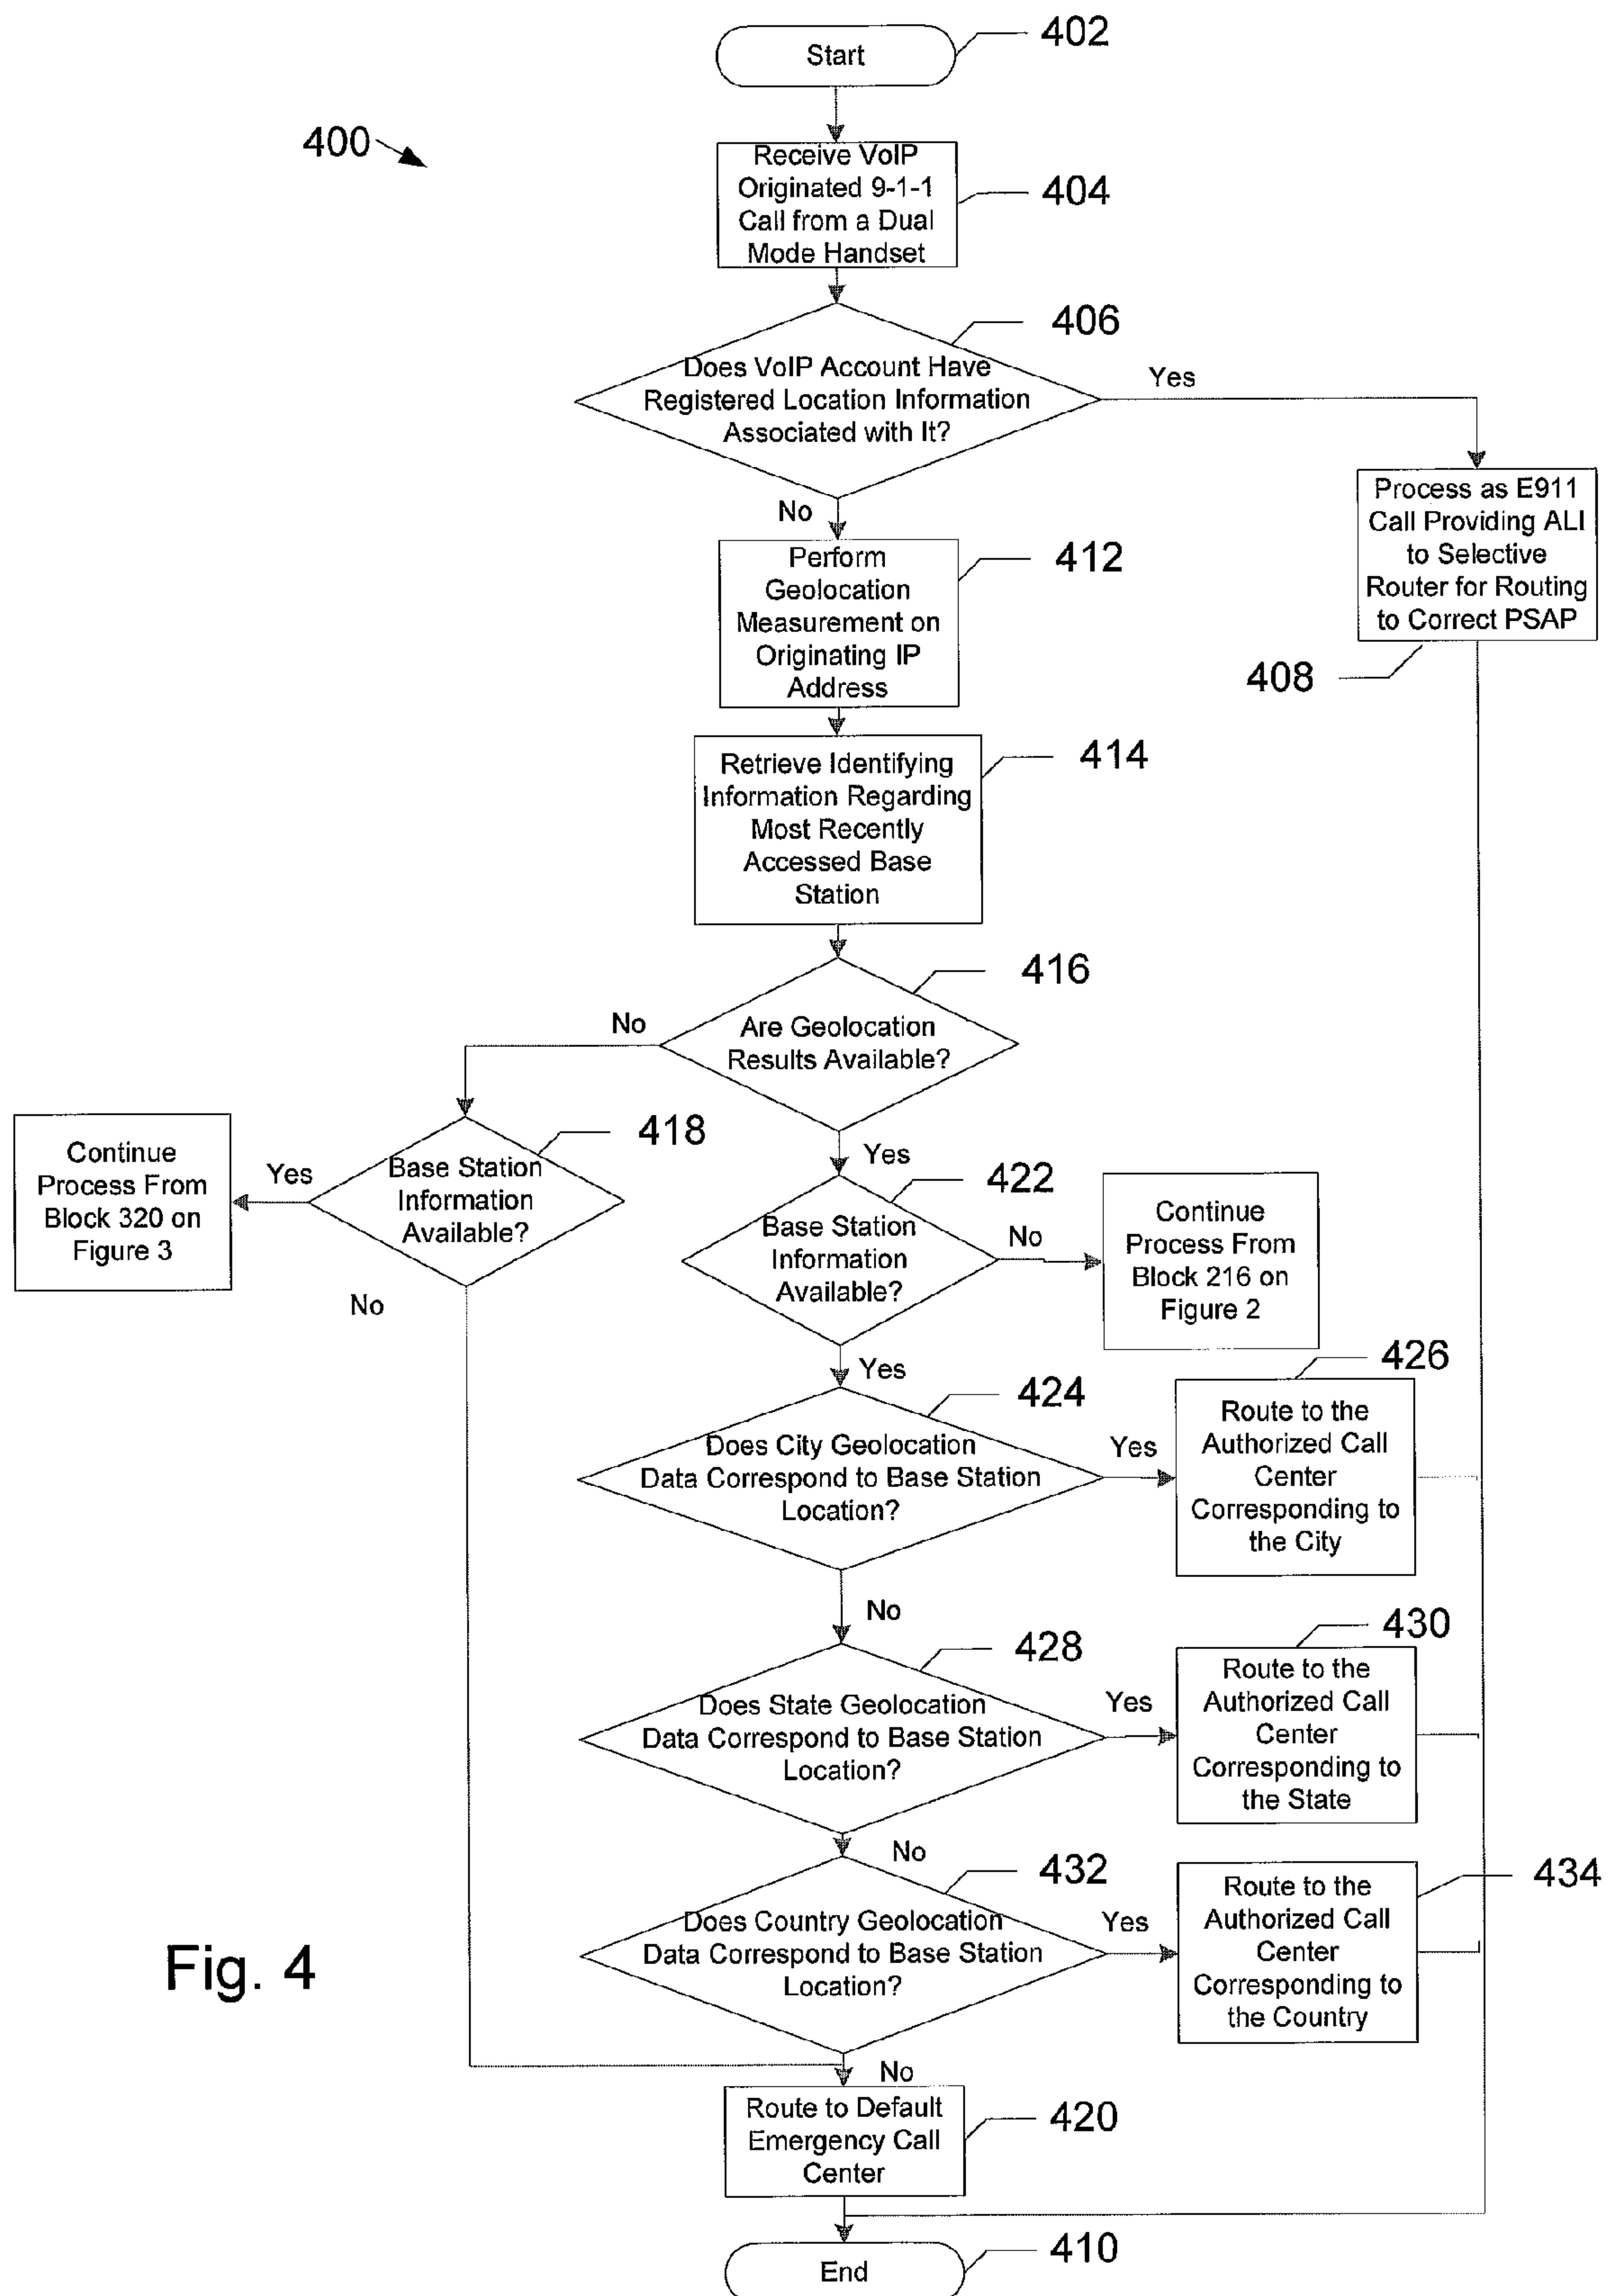 Start
402
400
Receive VoIP
Originated 9-1-1
Call from a Dual
Mode Handset
404
Does VoIP Account Have
Registered Location Information
Associated with It?
406
Yes
No
Process as E911
Call Providing ALI
to Selective
Router for Routing
to Correct PSAP
408
Perform
Geolocation
Measurement on
Originating IP
Address
412
Retrieve Identifying
Information Regarding
Most Recently
Accessed Base
Station
414
Are Geolocation
Results Available?
416
No
Yes
Continue
Process From
Block 320 on
Figure 3
Yes
Base Station
Information
Available?
418
No
Base Station
Information
Available?
422
No
Continue
Process From
Block 216 on
Figure 2
Yes
Does City Geolocation
Data Correspond to Base Station
Location?
424
Yes
Route to the
Authorized Call
Center
Corresponding to
the City
426
No
Does State Geolocation
Data Correspond to Base Station
Location?
428
Yes
Route to the
Authorized Call
Center
Corresponding to
the State
430
No
Does Country Geolocation
Data Correspond to Base Station
Location?
432
Yes
Route to the
Authorized Call
Center
Corresponding to
the Country
434
Fig. 4
No
Route to Default
Emergency Call
Center
420
End
410